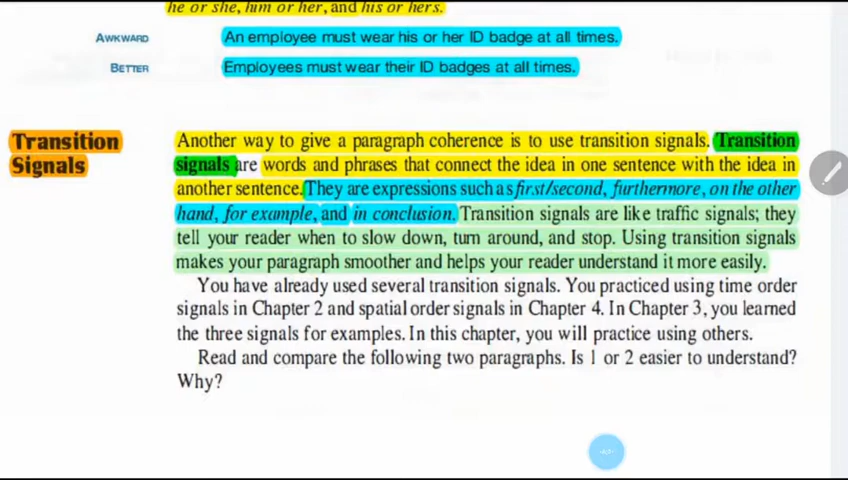 he or she, him or her, and his or hers.
AWKWARD An employee must wear his or her ID badge at all times.
BETTER Employees must wear their ID badges at all times.
Transition
Signals
Another way to give a paragraph coherence is to use transition signals. Transition
signals are words and phrases that connect the idea in one sentence with the idea in
another sentence. They are expressions such as first/second, furthermore, on the other
hand, for example, and in conclusion. Transition signals are like traffic signals; they
tell your reader when to slow down, turn around, and stop. Using transition signals
makes your paragraph smoother and helps your reader understand it more easily.
You have already used several transition signals. You practiced using time order
signals in Chapter 2 and spatial order signals in Chapter 4. In Chapter 3, you learned
the three signals for examples. In this chapter, you will practice using others.
Read and compare the following two paragraphs. Is 1 or 2 easier to understand?
Why?